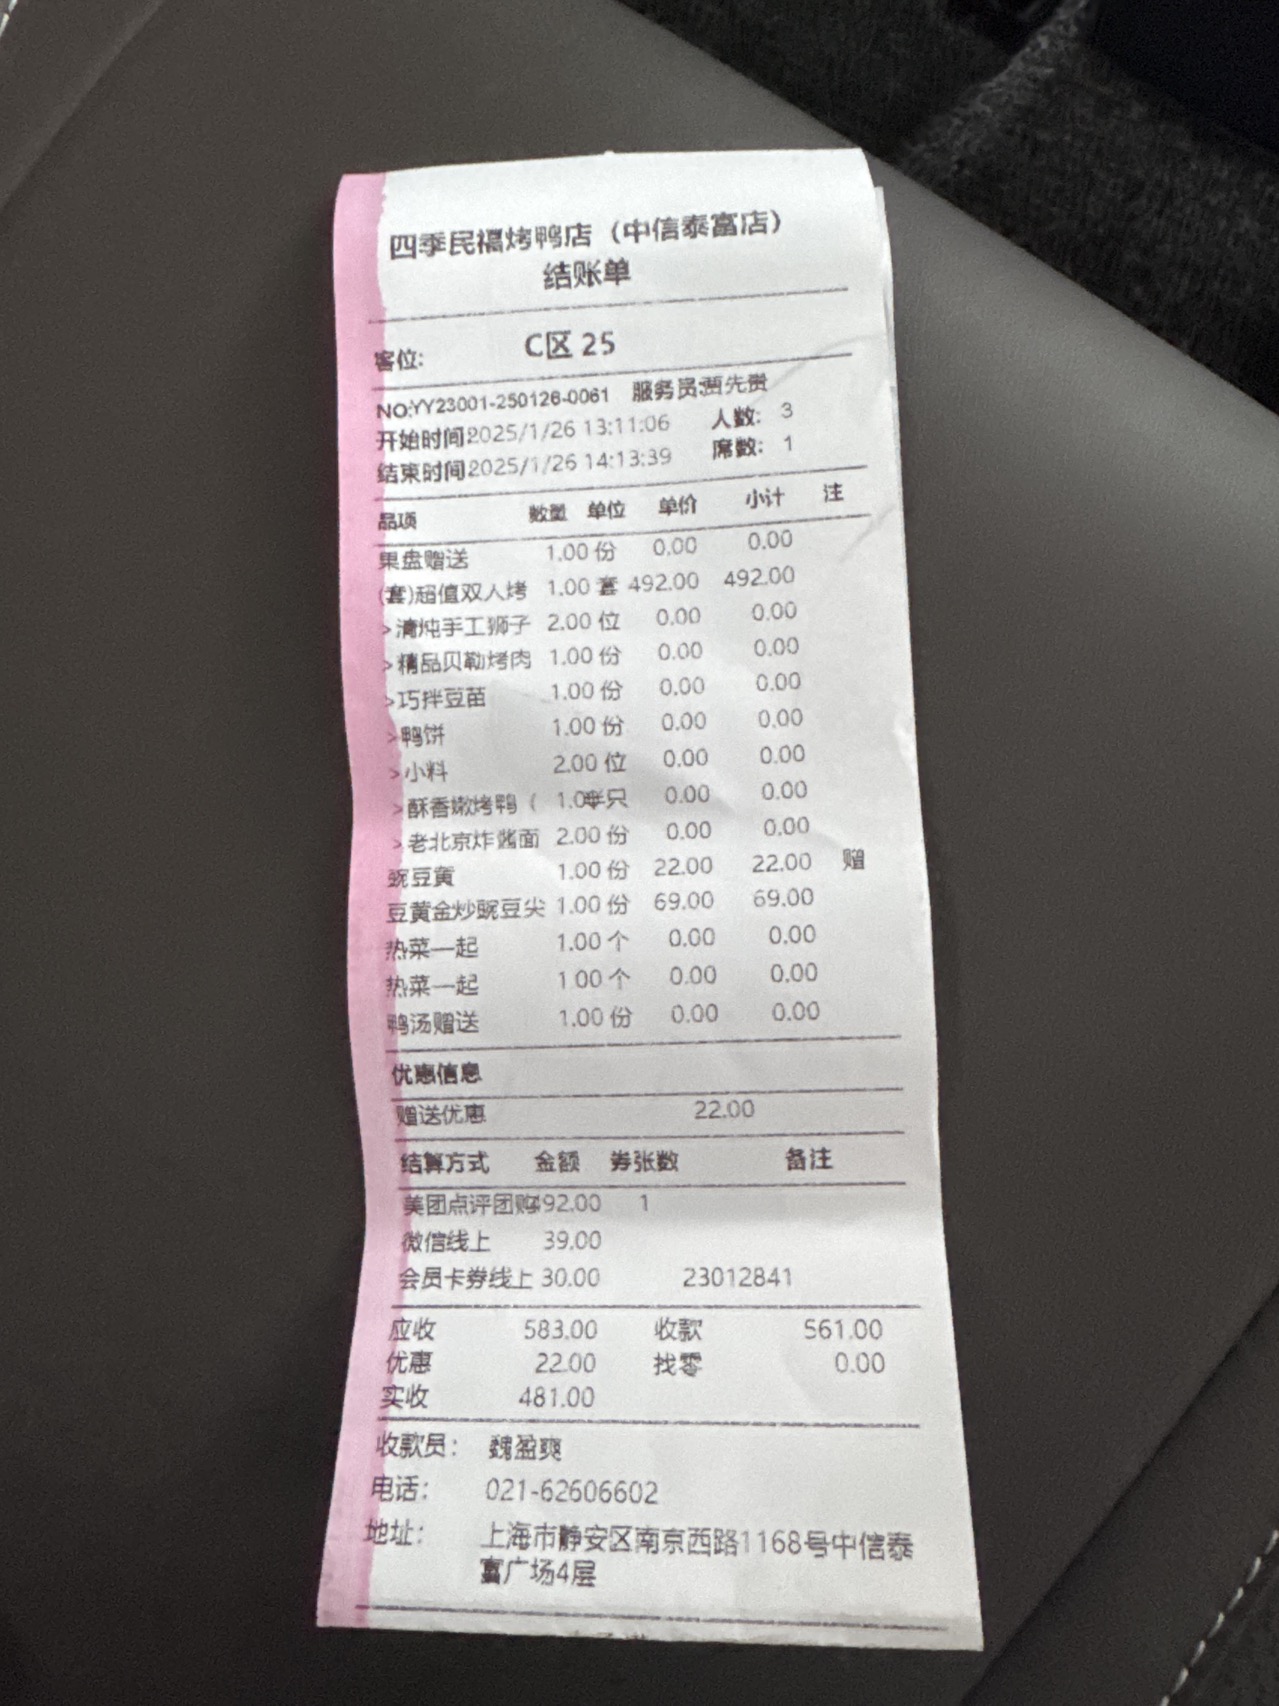 四季民福烤鸭店（中信泰富店）
结账单
客位: C区 25
NO:YY23001-250126-0061 服务员:贾先贵
开始时间2025/1/26 13:11:06 人数: 3
结束时间2025/1/26 14:13:39 席数: 1
品项 数量 单位 单价 小计 注
果盘赠送 1.00 份 0.00 0.00
(套)超值双人烤 1.00 套 492.00 492.00
>清炖手工狮子 2.00 位 0.00 0.00
>精品贝勒烤肉 1.00 份 0.00 0.00
>巧拌豆苗 1.00 份 0.00 0.00
>鸭饼 1.00 份 0.00 0.00
>小料 2.00 位 0.00 0.00
>酥香嫩烤鸭（ 1.00半只 0.00 0.00
>老北京炸酱面 2.00 份 0.00 0.00
豌豆黄 1.00 份 22.00 22.00 赠
豆黄金炒豌豆尖 1.00 份 69.00 69.00
热菜一起 1.00 个 0.00 0.00
热菜一起 1.00 个 0.00 0.00
鸭汤赠送 1.00 份 0.00 0.00
优惠信息
赠送优惠 22.00
结算方式 金额 券张数 备注
美团点评团购492.00 1
微信线上 39.00
会员卡券线上 30.00 23012841
应收 583.00 收款 561.00
优惠 22.00 找零 0.00
实收 481.00
收款员: 魏盈爽
电话: 021-62606602
地址: 上海市静安区南京西路1168号中信泰
富广场4层